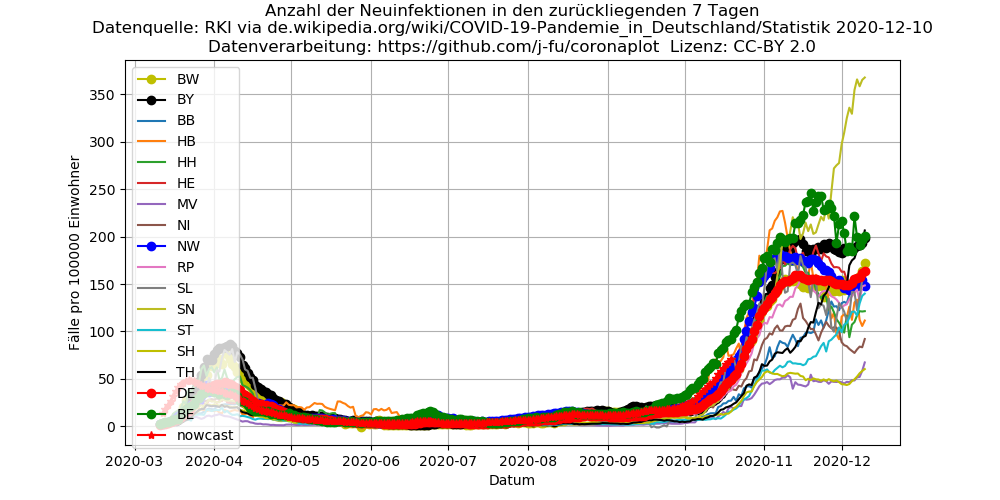 Anzahl der Neuinfektionen in den zurückliegenden 7 Tagen
Datenquelle: RKI via de.wikipedia.org/wiki/COVID-19-Pandemie_in_Deutschland/Statistik 2020-12-10
Datenverarbeitung: https://github.com/j-fu/coronaplot  Lizenz: CC-BY 2.0
Fälle pro 100000 Einwohner
350
300
250
200
150
100
50
0
BW
BY
BB
HB
HH
HE
MV
NI
NW
RP
SL
SN
ST
SH
TH
DE
BE
nowcast
2020-03 2020-04 2020-05 2020-06 2020-07 2020-08 2020-09 2020-10 2020-11 2020-12
Datum